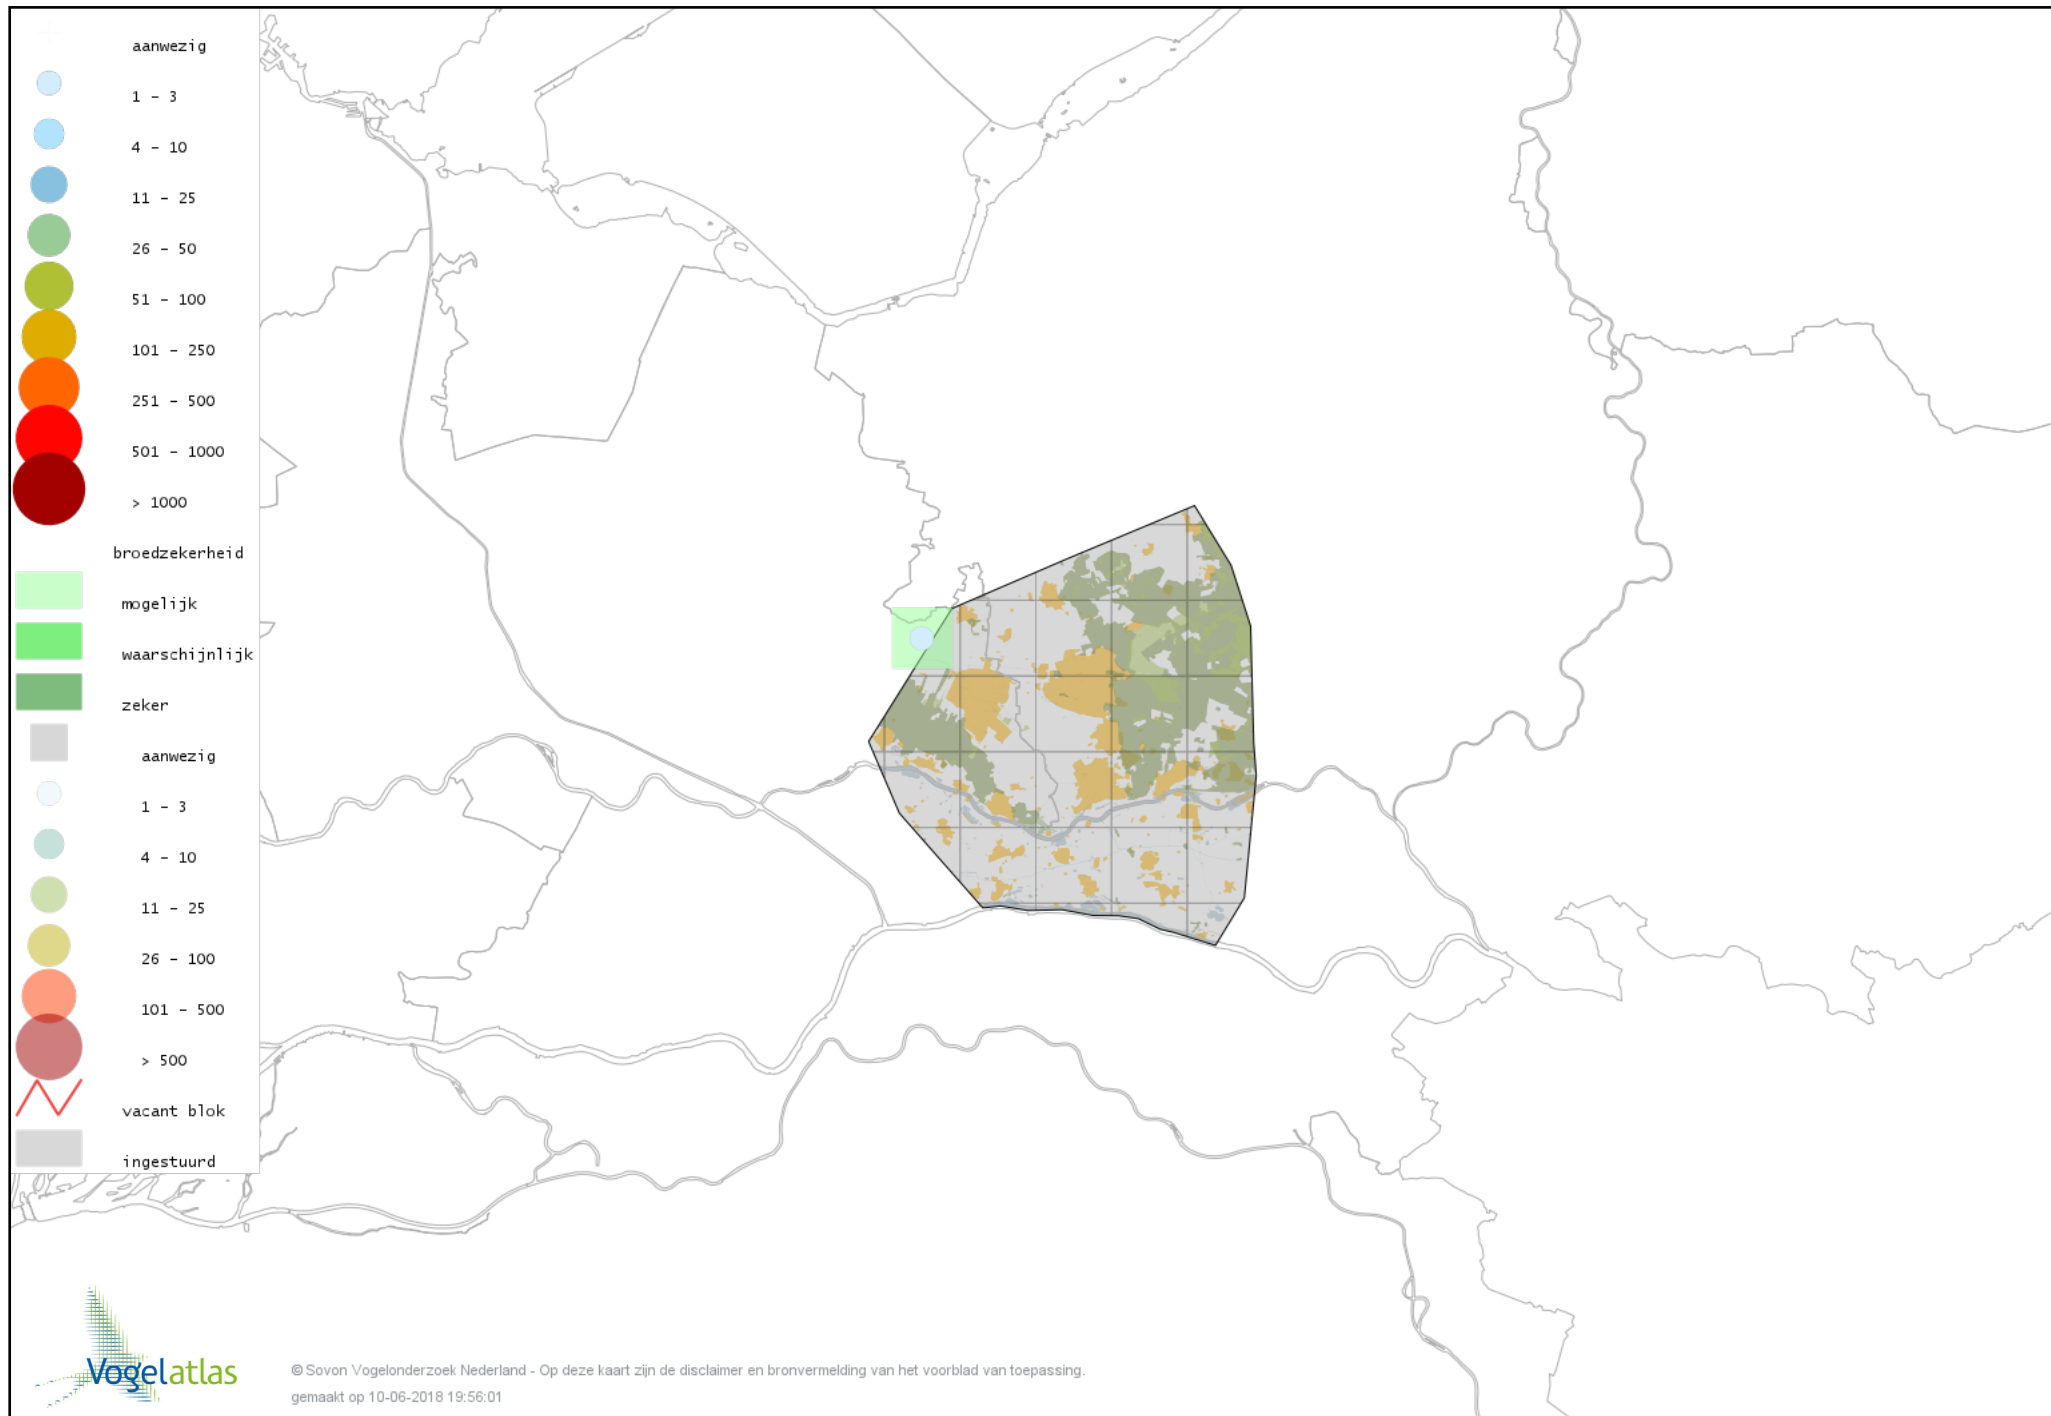 aanwezig
1 - 3
4 - 10
11 - 25
26 - 50
51 - 100
101 - 250
251 - 500
501 - 1000
> 1000
broedzekerheid
mogelijk
waarschijnlijk
zeker
aanwezig
1 - 3
4 - 10
11 - 25
26 - 100
101 - 500
> 500
vacant blok
ingestuurd
Vogelatlas
© Sovon Vogelonderzoek Nederland - Op deze kaart zijn de disclaimer en bronvermelding van het voorblad van toepassing.
gemaakt op 10-06-2018 19:56:01